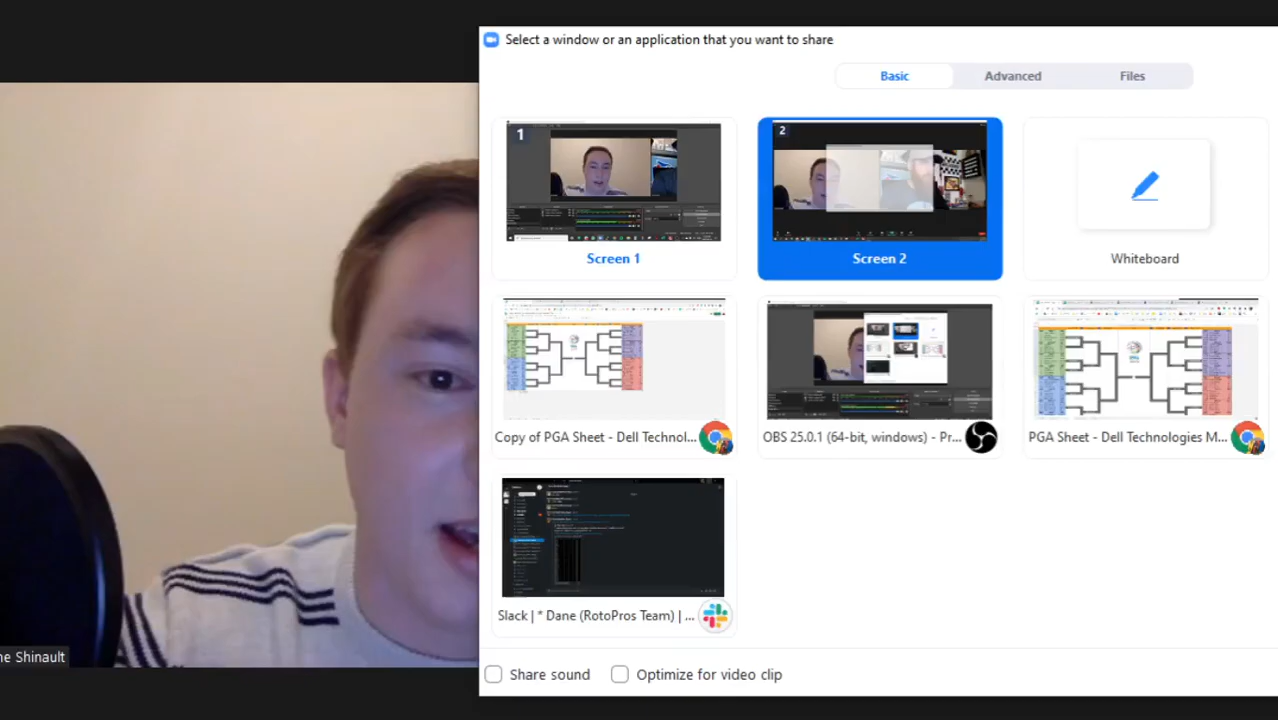 Select a window or an application that you want to share
Basic Advanced Files
1
2
Screen 1
Screen 2
Whiteboard
Copy of PGA Sheet - Dell Technol...
OBS 25.0.1 (64-bit, windows) - Pr...
PGA Sheet - Dell Technologies M...
Slack | * Dane (RotoPros Team) | ...
ne Shinault
Share sound
Optimize for video clip